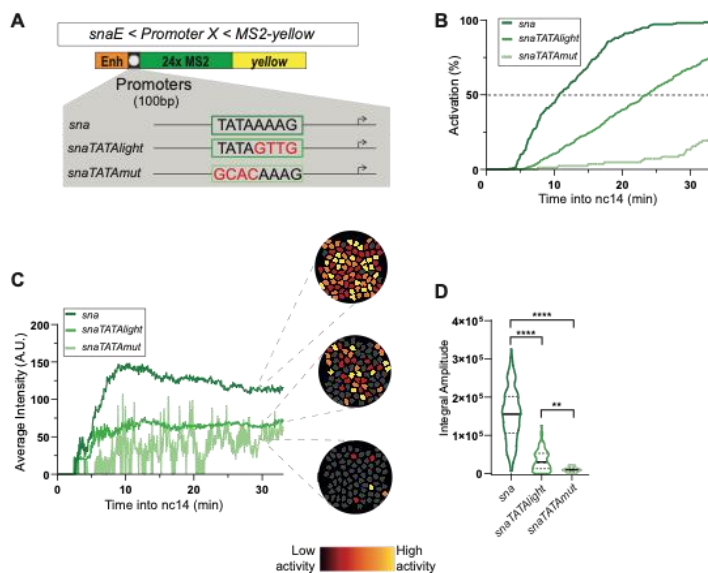 A
snaE < Promoter X < MS2-yellow
Enh 24x MS2 yellow
Promoters
(100bp)
sna TATAAAAG
snaTATAlight TATAGTTG
snaTATAmut GCACAAAG
B
sna
snaTATAlight
snaTATAmut
Activation (%)
100
50
0
0 10 20 30
Time into nc14 (min)
C
sna
snaTATAlight
snaTATAmut
Average Intensity (A.U.)
200
150
100
50
0
0 10 20 30
Time into nc14 (min)
Low
activity
High
activity
D
Integral Amplitude
4×10⁵
3×10⁵
2×10⁵
1×10⁵
0
****
****
**
sna
snaTATAlight
snaTATAmut